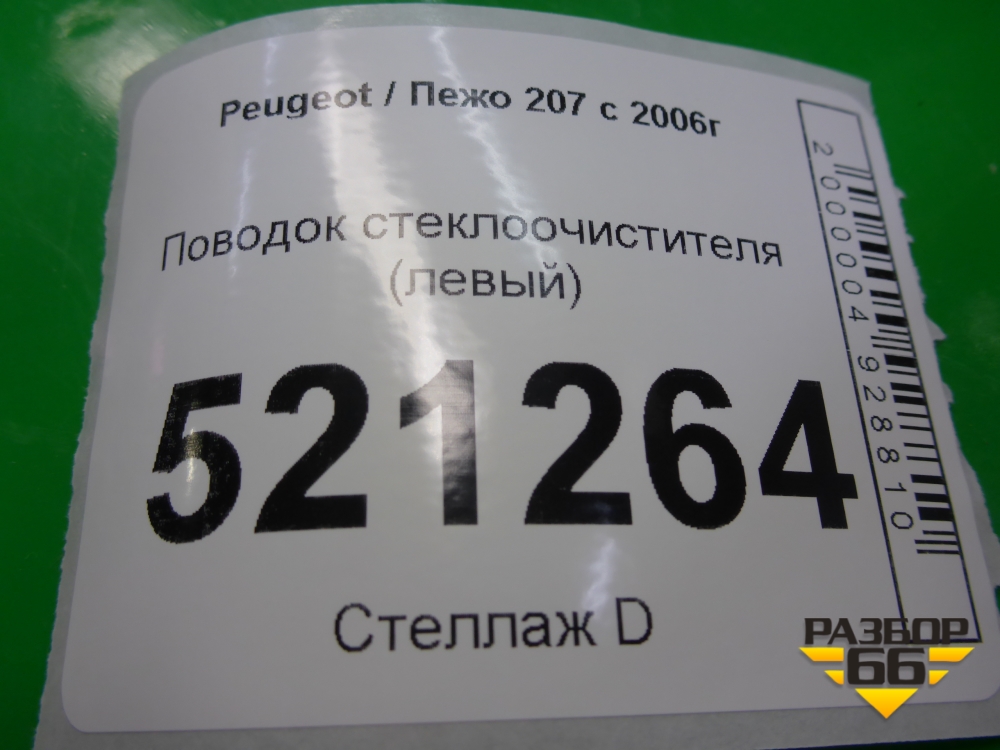 Peugeot / Пежо 207 с 2006г
Поводок стеклоочистителя
(левый)
521264
Стеллаж D
2000004928810
РАЗБОР
66